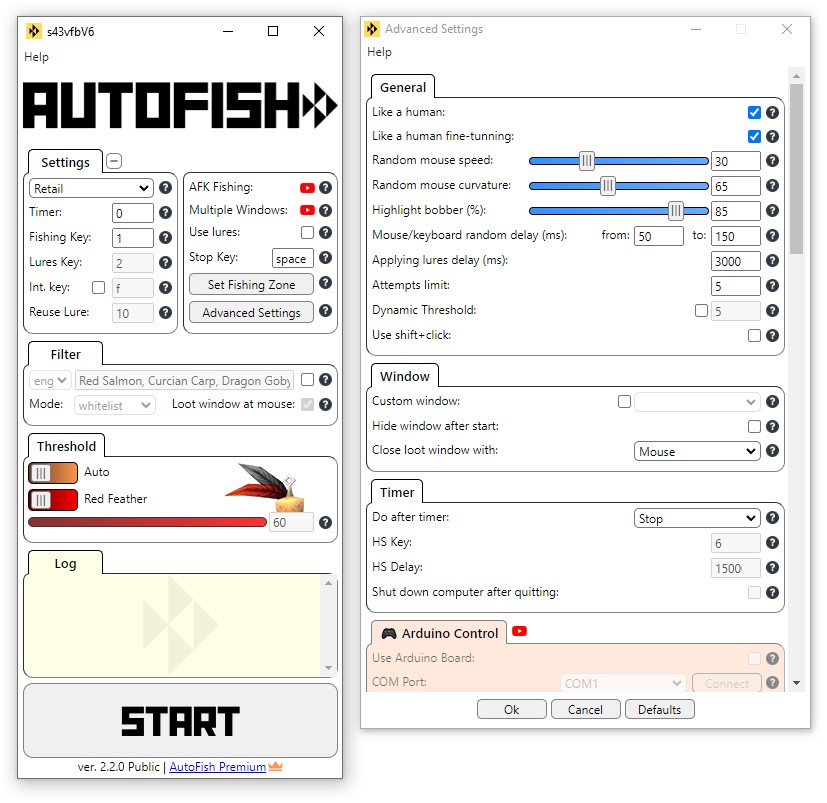 s43vfbV6
Help
AUTOFISH
Settings
Retail
Timer: 0
Fishing Key: 1
Lures Key: 2
Int. key: f
Reuse Lure: 10
AFK Fishing:
Multiple Windows:
Use lures:
Stop Key: space
Set Fishing Zone
Advanced Settings
Filter
eng Red Salmon, Curcian Carp, Dragon Goby
Mode: whitelist Loot window at mouse:
Threshold
Auto
Red Feather
60
Log
START
ver. 2.2.0 Public | AutoFish Premium
Advanced Settings
Help
General
Like a human:
Like a human fine-tunning:
Random mouse speed: 30
Random mouse curvature: 65
Highlight bobber (%): 85
Mouse/keyboard random delay (ms): from: 50 to: 150
Applying lures delay (ms): 3000
Attempts limit: 5
Dynamic Threshold: 5
Use shift+click:
Window
Custom window:
Hide window after start:
Close loot window with: Mouse
Timer
Do after timer: Stop
HS Key: 6
HS Delay: 1500
Shut down computer after quitting:
Arduino Control
Use Arduino Board:
COM Port: COM1 Connect
Ok Cancel Defaults